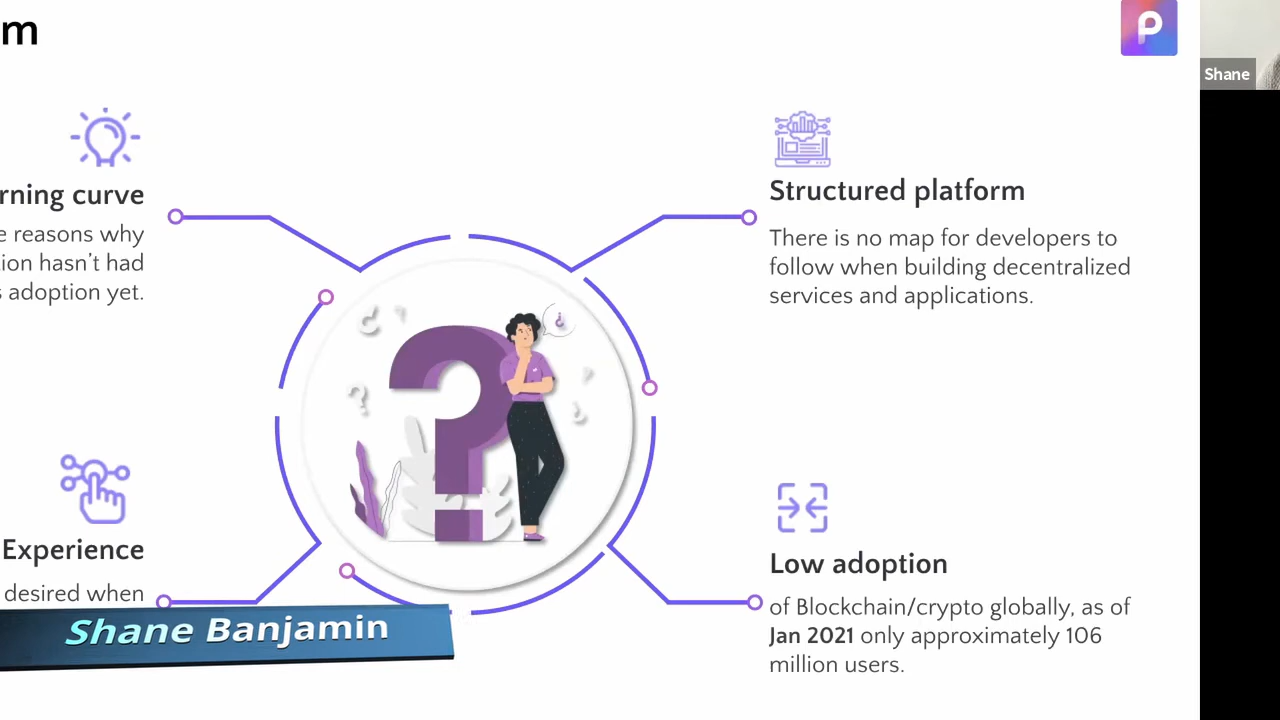 m
Shane
rning curve
e reasons why
ion hasn't had
s adoption yet.
Structured platform
There is no map for developers to
follow when building decentralized
services and applications.
Experience
desired when
Low adoption
of Blockchain/crypto globally, as of
Jan 2021 only approximately 106
million users.
Shane Banjamin